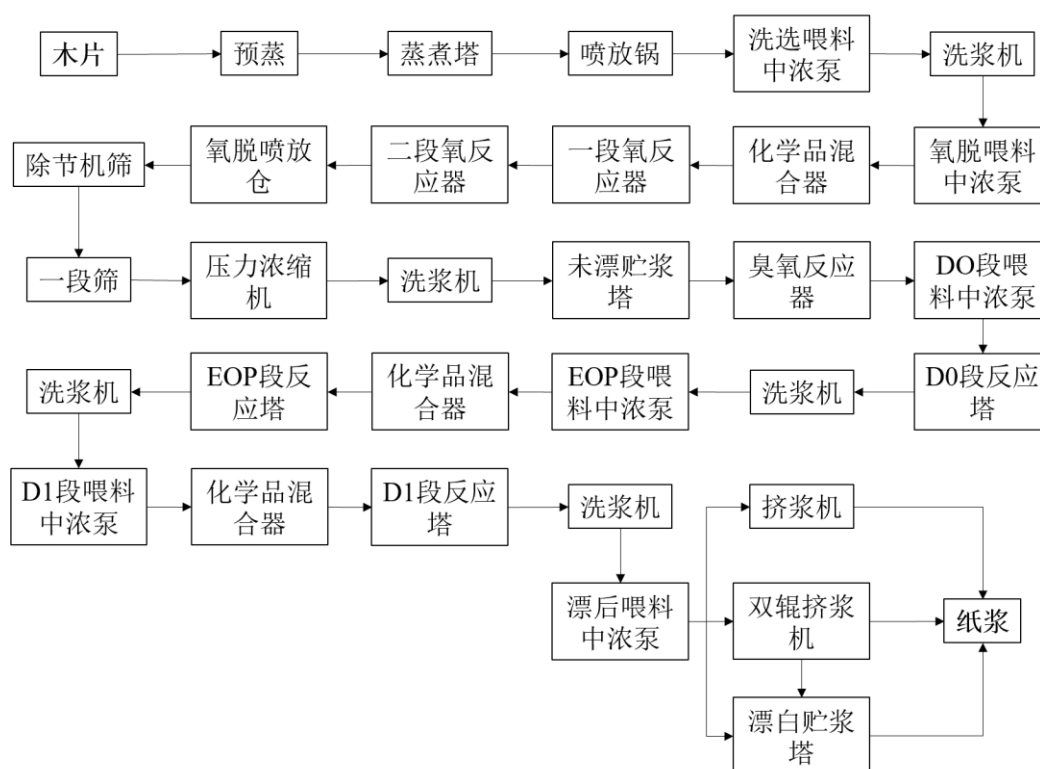 木片
预蒸
蒸煮塔
喷放锅
洗选喂料
中浓泵
洗浆机
氧脱喂料
中浓泵
化学品混
合器
一段氧反
应器
二段氧反
应器
氧脱喷放
仓
除节机筛
一段筛
压力浓缩
机
洗浆机
未漂贮浆
塔
臭氧反应
器
DO段喂
料中浓泵
D0段反应
塔
洗浆机
EOP段喂
料中浓泵
化学品混
合器
EOP段反
应塔
洗浆机
D1段喂料
中浓泵
化学品混
合器
D1段反应
塔
洗浆机
漂后喂料
中浓泵
挤浆机
双辊挤浆
机
漂白贮浆
塔
纸浆